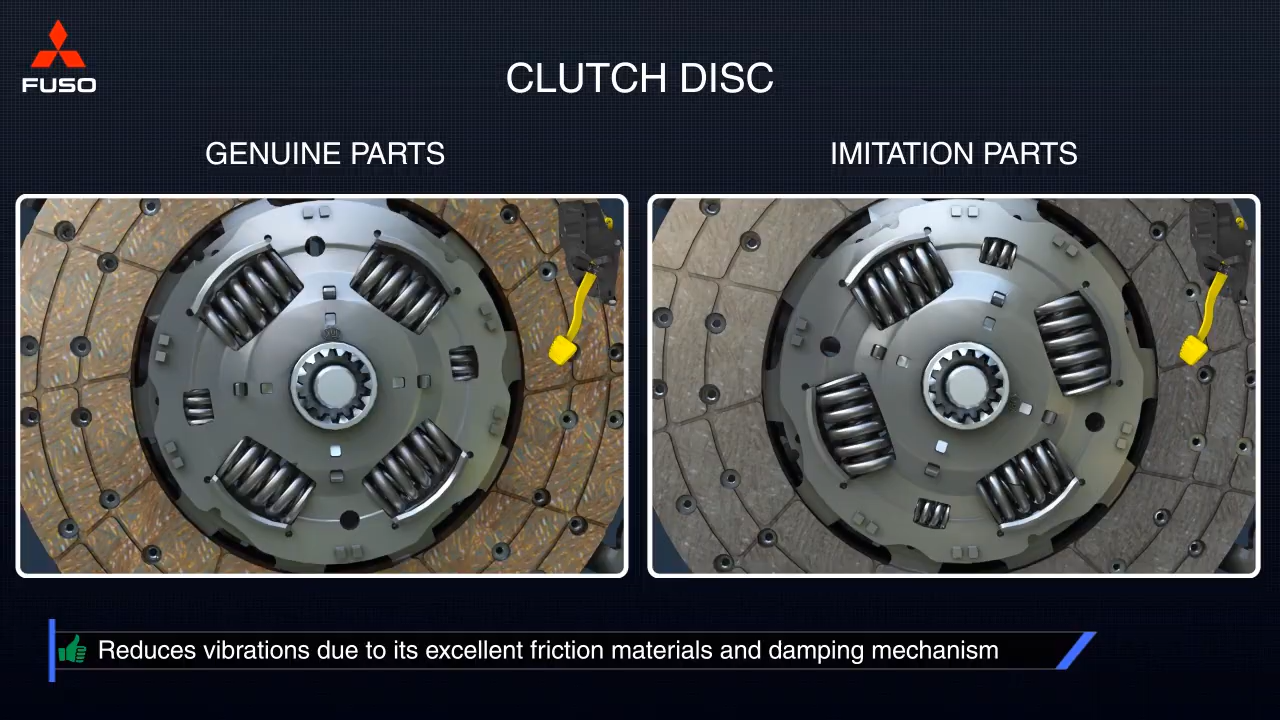 FUSO
CLUTCH DISC
GENUINE PARTS
IMITATION PARTS
Reduces vibrations due to its excellent friction materials and damping mechanism